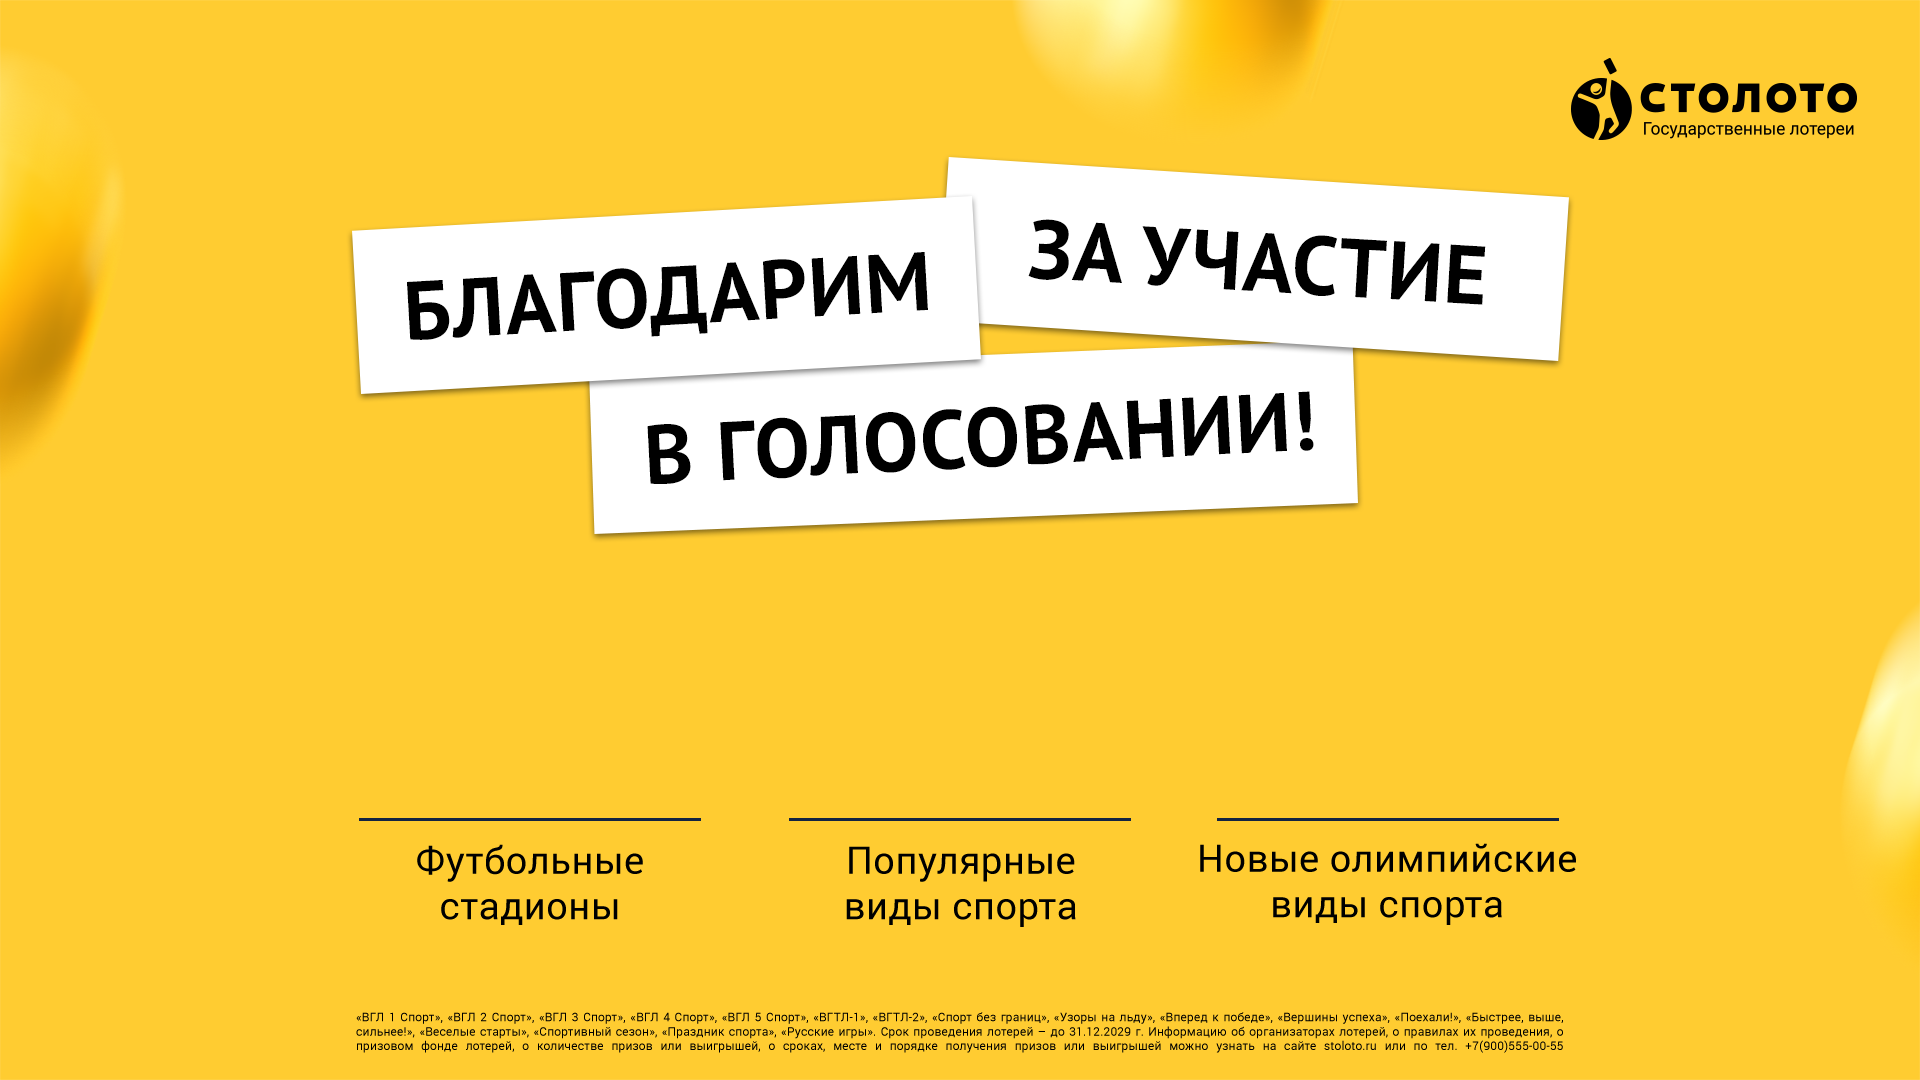 СТОЛОТО
Государственные лотереи
БЛАГОДАРИМ
ЗА УЧАСТИЕ
В ГОЛОСОВАНИИ!
Футбольные
стадионы
Популярные
виды спорта
Новые олимпийские
виды спорта
«ВГЛ 1 Спорт», «ВГЛ 2 Спорт», «ВГЛ 3 Спорт», «ВГЛ 4 Спорт», «ВГЛ 5 Спорт», «ВГТЛ-1», «ВГТЛ-2», «Спорт без границ», «Узоры на льду», «Вперед к победе», «Вершины успеха», «Поехали!», «Быстрее, выше,
сильнее!», «Веселые старты», «Спортивный сезон», «Праздник спорта», «Русские игры». Срок проведения лотерей – до 31.12.2029 г. Информацию об организаторах лотерей, о правилах их проведения, о
призовом фонде лотерей, о количестве призов или выигрышей, о сроках, месте и порядке получения призов или выигрышей можно узнать на сайте stoloto.ru или по тел. +7(900)555-00-55